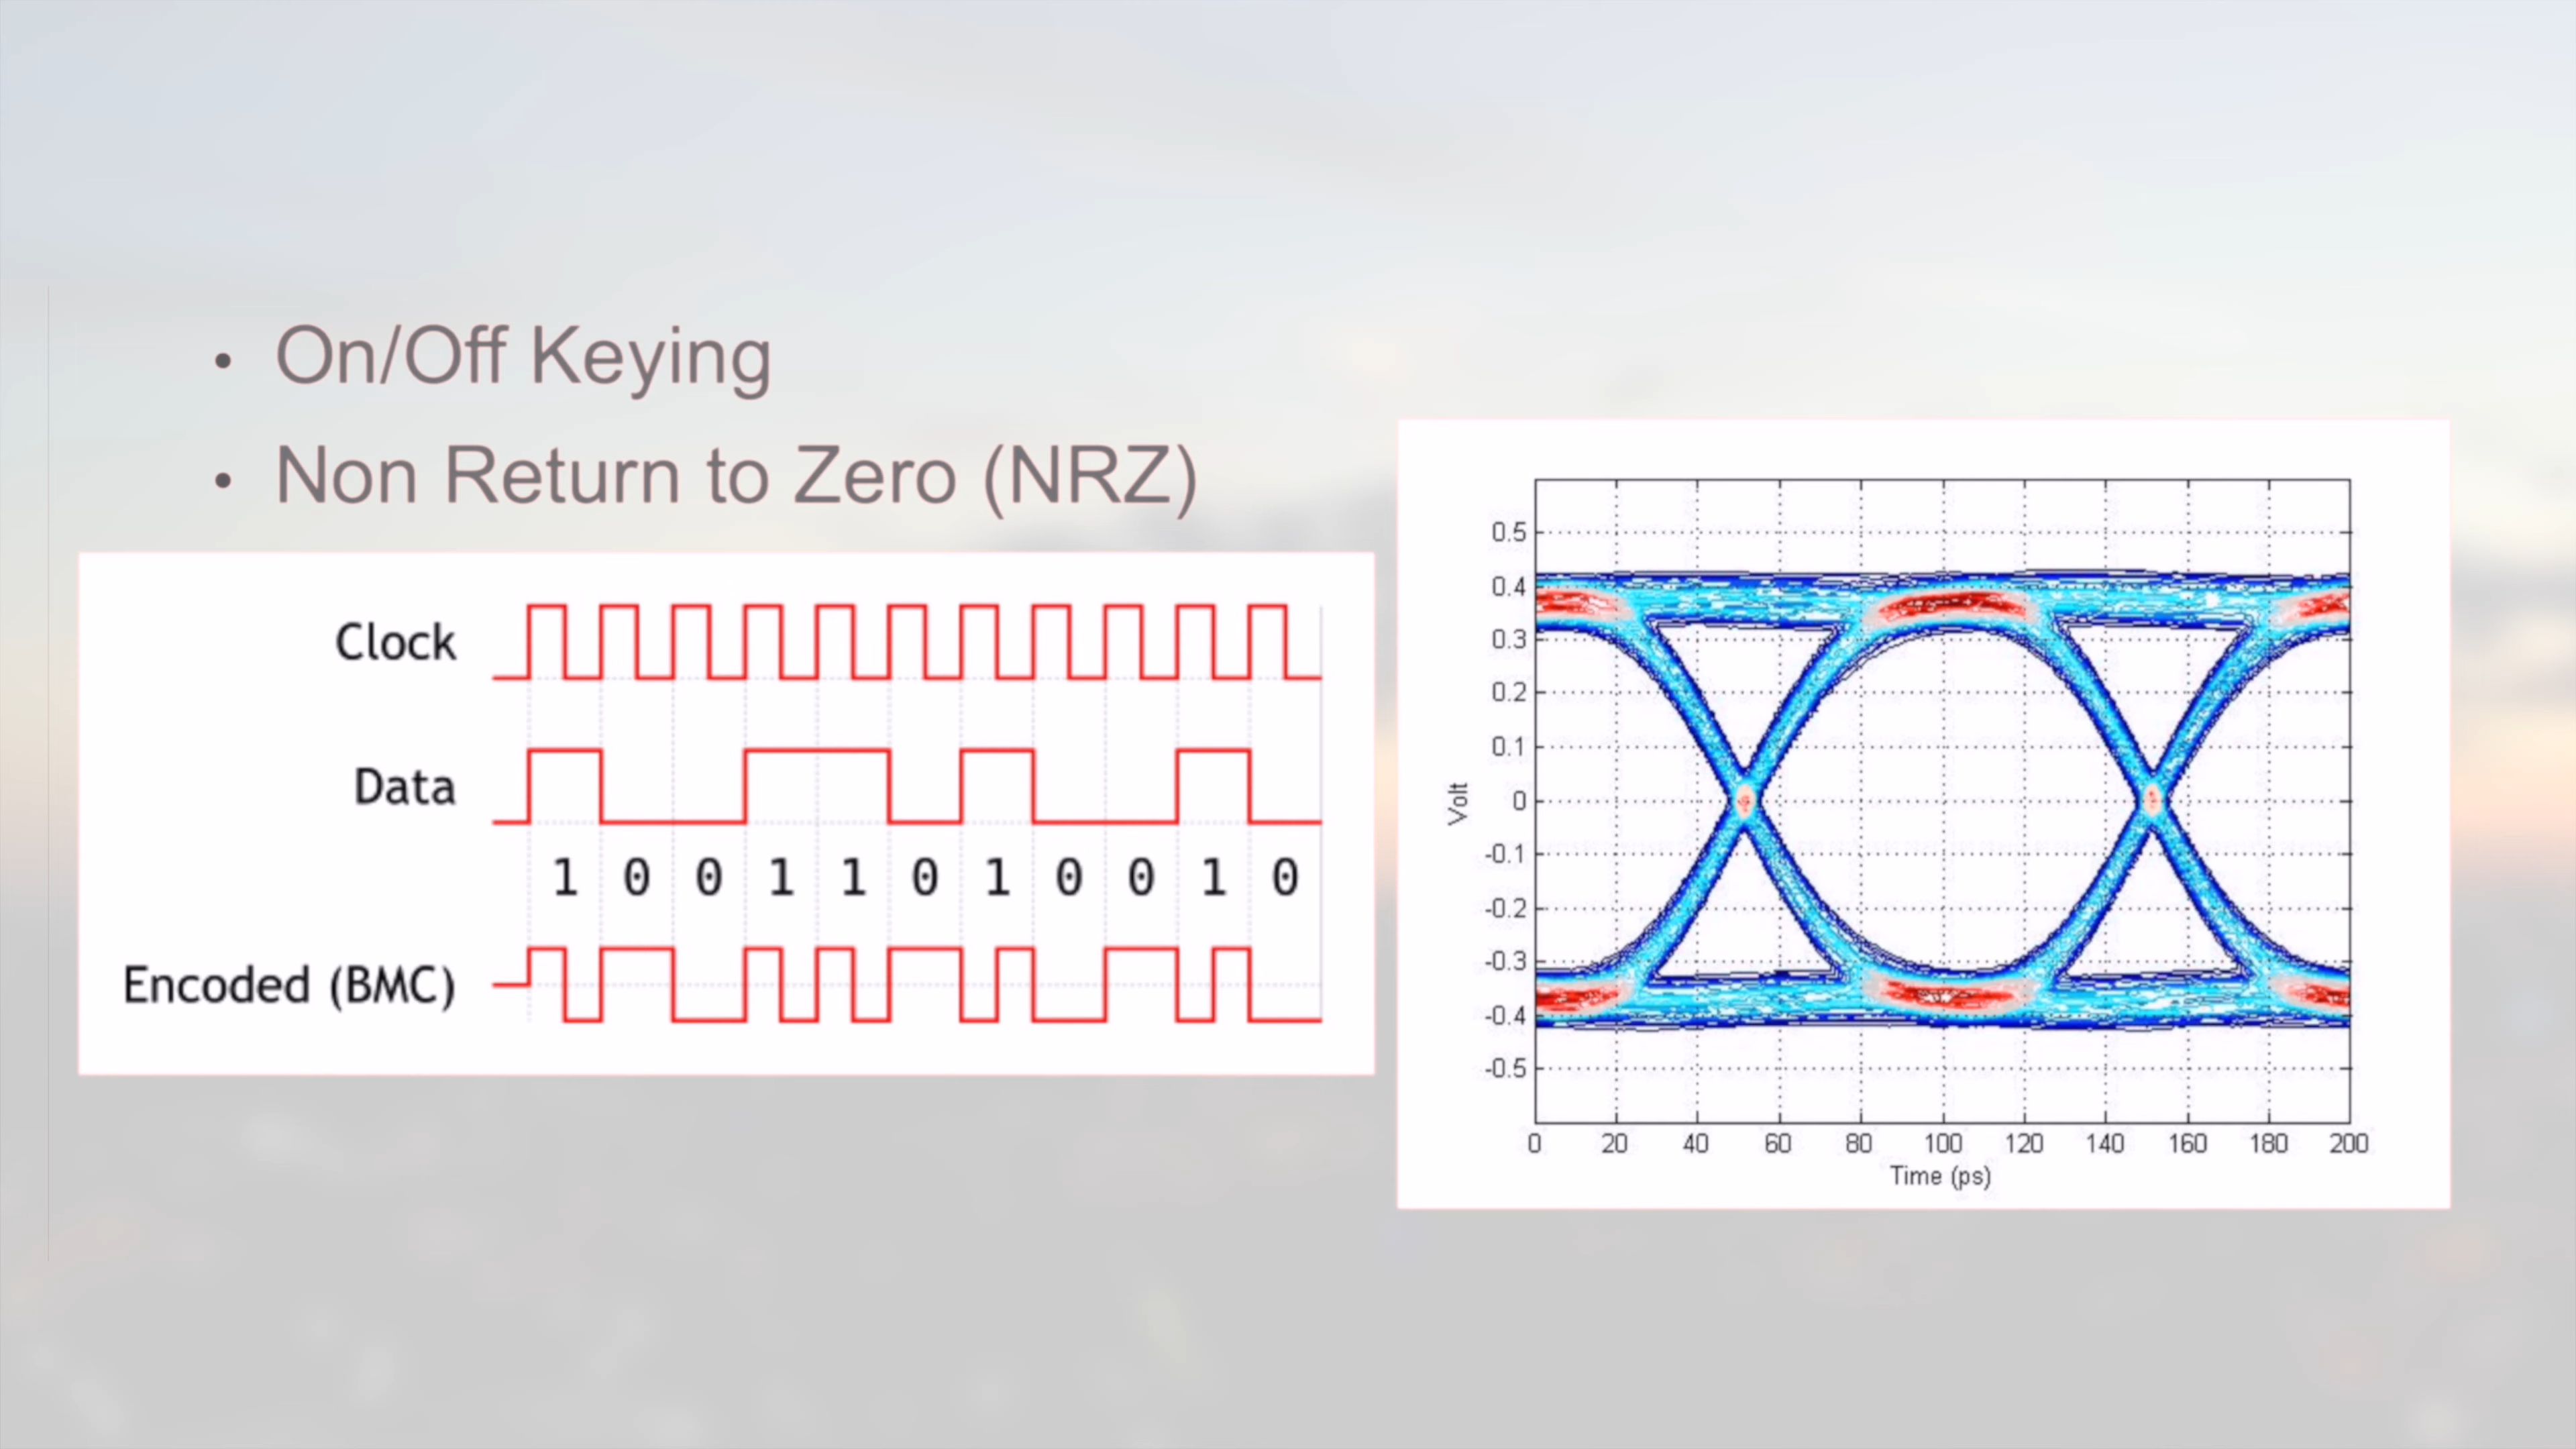 • On/Off Keying
• Non Return to Zero (NRZ)
Clock
Data
1 0 0 1 1 0 1 0 0 1 0
Encoded (BMC)
0.5
0.4
0.3
0.2
0.1
0
-0.1
-0.2
-0.3
-0.4
-0.5
Volt
0 20 40 60 80 100 120 140 160 180 200
Time (ps)